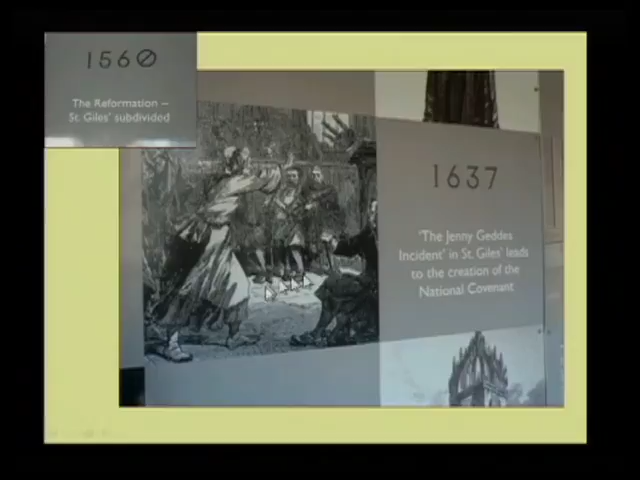 1560
The Reformation –
St. Giles' subdivided
1637
'The Jenny Geddes
Incident' in St. Giles' leads
to the creation of the
National Covenant